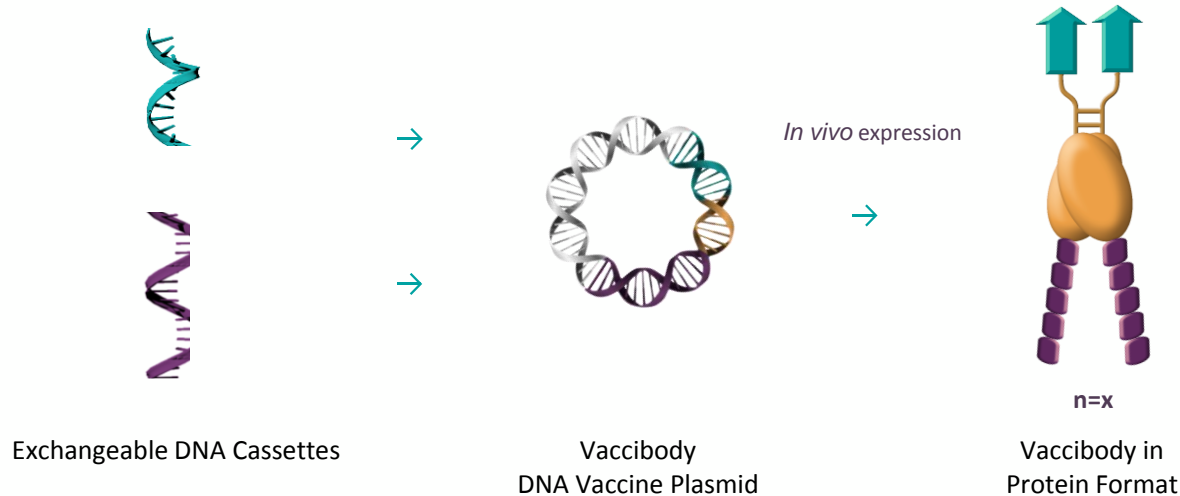 In vivo expression
n=x
Exchangeable DNA Cassettes
Vaccibody
DNA Vaccine Plasmid
Vaccibody in
Protein Format